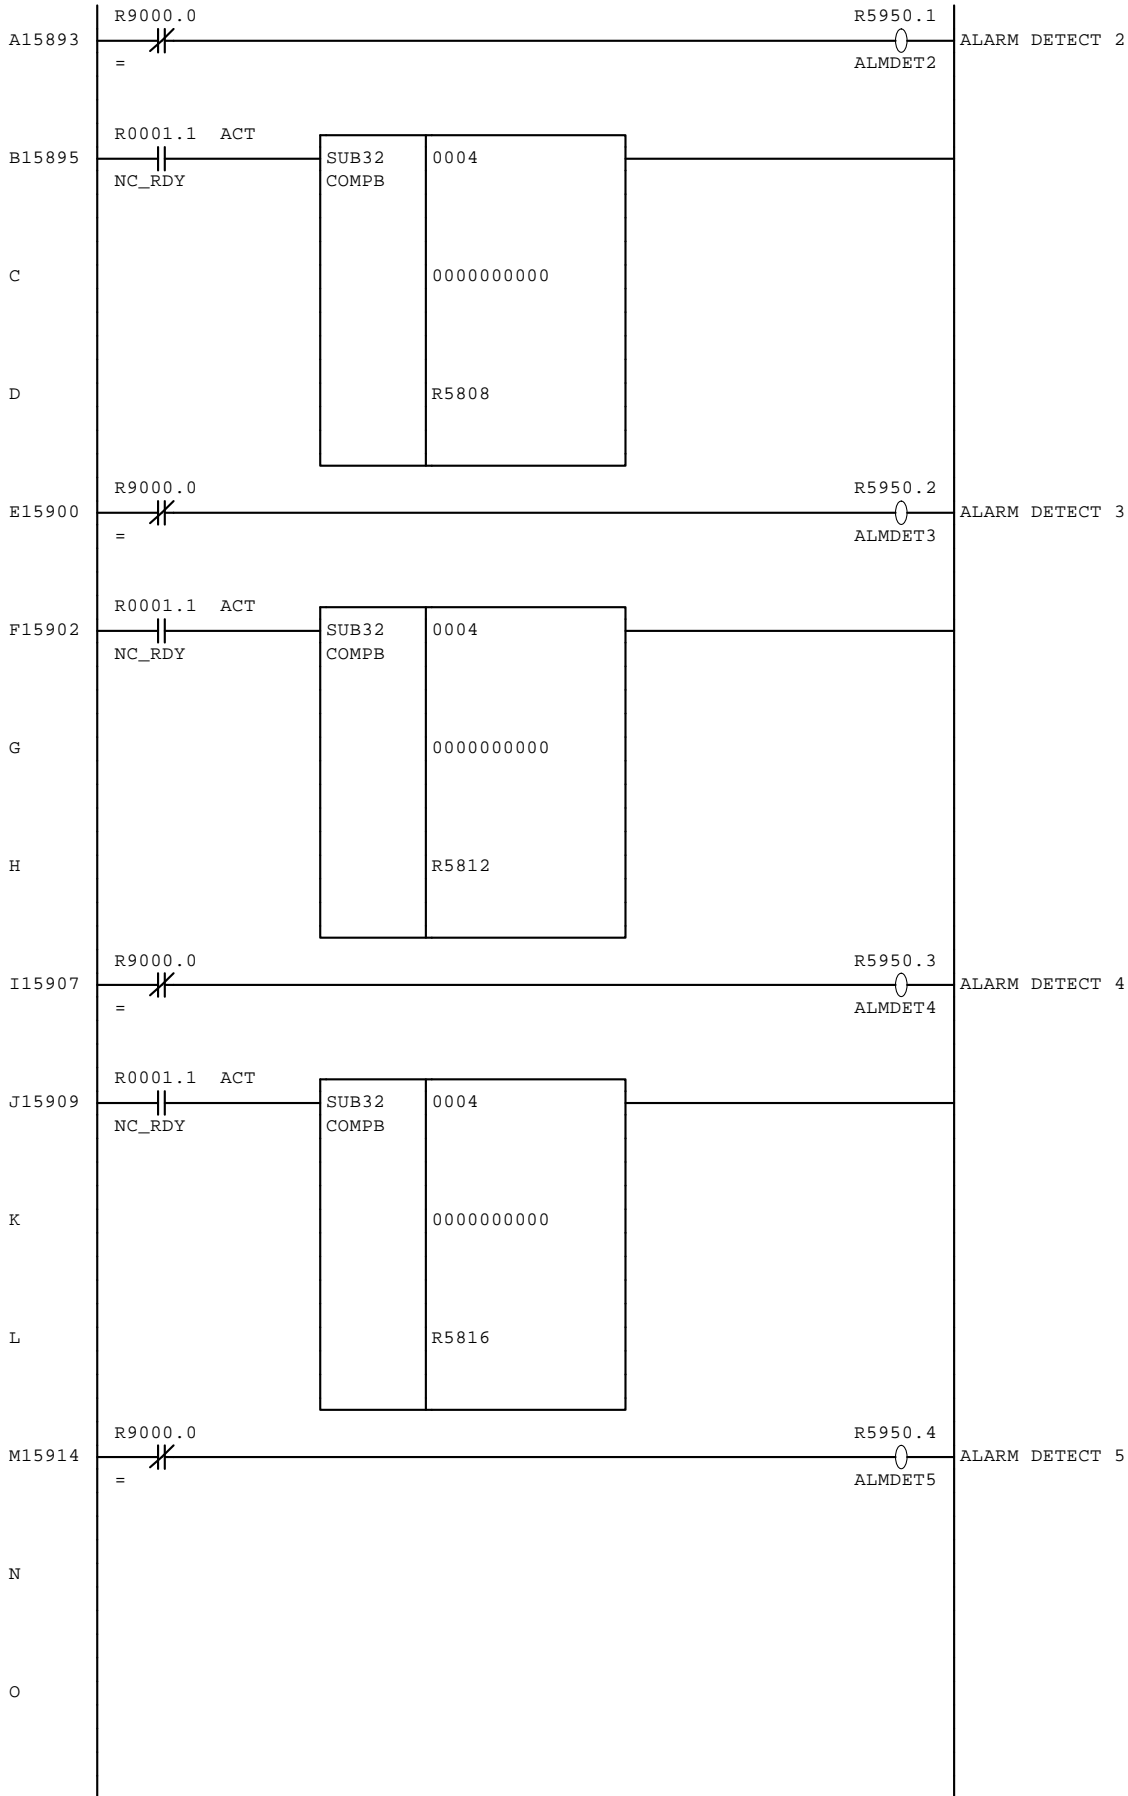 R9000.0 R5950.1
A15893 ALARM DETECT 2
= ALMDET2
R0001.1 ACT
B15895 SUB32 0004
NC_RDY COMPB
C 0000000000
D R5808
R9000.0 R5950.2
E15900 ALARM DETECT 3
= ALMDET3
R0001.1 ACT
F15902 SUB32 0004
NC_RDY COMPB
G 0000000000
H R5812
R9000.0 R5950.3
I15907 ALARM DETECT 4
= ALMDET4
R0001.1 ACT
J15909 SUB32 0004
NC_RDY COMPB
K 0000000000
L R5816
R9000.0 R5950.4
M15914 ALARM DETECT 5
= ALMDET5
N
O